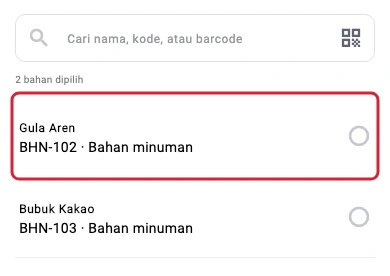 Cari nama, kode, atau barcode
2 bahan dipilih
Gula Aren
BHN-102 · Bahan minuman
Bubuk Kakao
BHN-103 · Bahan minuman